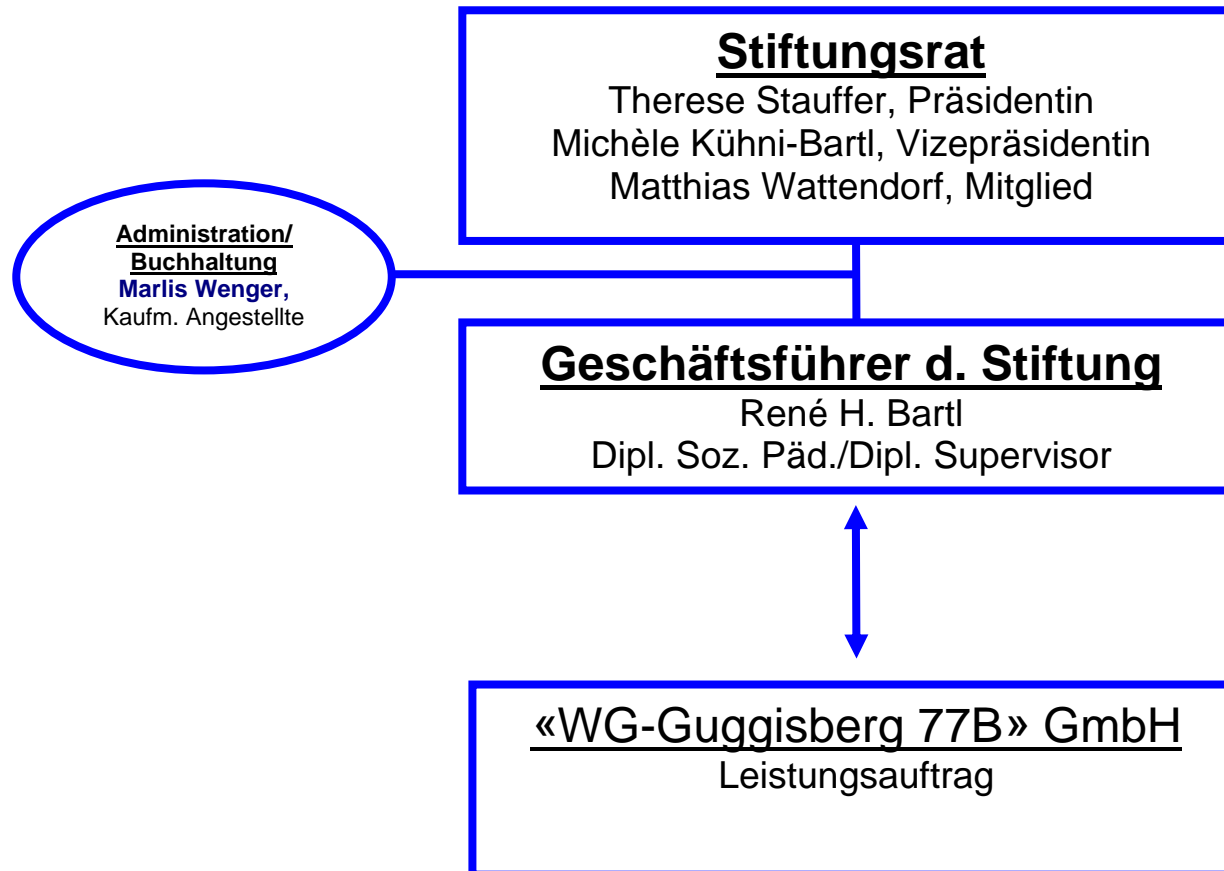 Stiftungsrat
Therese Stauffer, Präsidentin
Michèle Kühni-Bartl, Vizepräsidentin
Matthias Wattendorf, Mitglied
Administration/
Buchhaltung
Marlis Wenger,
Kaufm. Angestellte
Geschäftsführer d. Stiftung
René H. Bartl
Dipl. Soz. Päd./Dipl. Supervisor
«WG-Guggisberg 77B» GmbH
Leistungsauftrag